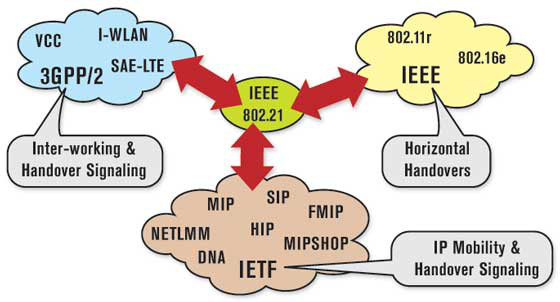 VCC
I-WLAN
3GPP/2
SAE-LTE
Inter-working &
Handover Signaling
IEEE
802.21
802.11r
802.16e
IEEE
Horizontal
Handovers
MIP
SIP
FMIP
NETLMM
HIP
MIPSHOP
DNA
IETF
IP Mobility &
Handover Signaling